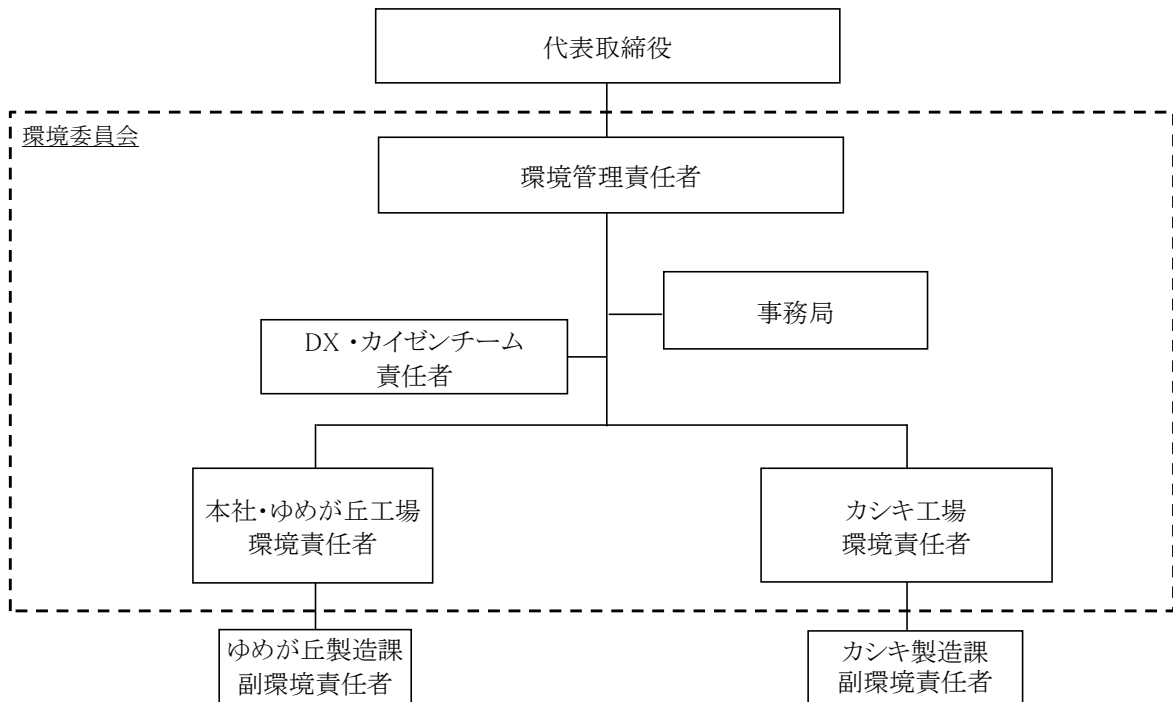 代表取締役
環境委員会
環境管理責任者
事務局
DX・カイゼンチーム
責任者
本社・ゆめが丘工場
環境責任者
カシキ工場
環境責任者
ゆめが丘製造課
副環境責任者
カシキ製造課
副環境責任者